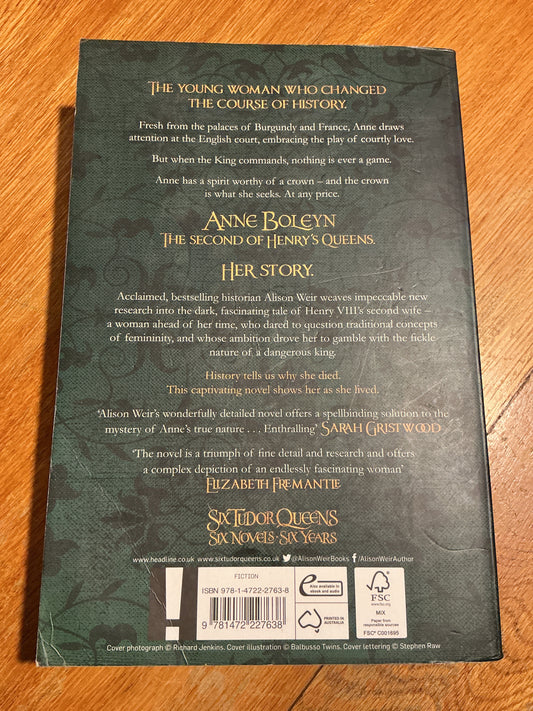 THE YOUNG WOMAN WHO CHANGED
THE COURSE OF HISTORY.
Fresh from the palaces of Burgundy and France, Anne draws
attention at the English court, embracing the play of courtly love.
But when the King commands, nothing is ever a game.
Anne has a spirit worthy of a crown – and the crown
is what she seeks. At any price.
ANNE BOLEYN
THE SECOND OF HENRY'S QUEENS.
HER STORY.
Acclaimed, bestselling historian Alison Weir weaves impeccable new
research into the dark, fascinating tale of Henry VIII's second wife –
a woman ahead of her time, who dared to question traditional concepts
of femininity, and whose ambition drove her to gamble with the fickle
nature of a dangerous king.
History tells us why she died.
This captivating novel shows her as she lived.
'Alison Weir's wonderfully detailed novel offers a spellbinding solution to the
mystery of Anne's true nature . . . Enthralling' SARAH GRISTWOOD
'The novel is a triumph of fine detail and research and offers
a complex depiction of an endlessly fascinating woman'
ELIZABETH FREMANTLE
SIX TUDOR QUEENS
SIX NOVELS · SIX YEARS
www.headline.co.uk www.sixtudorqueens.co.uk @AlisonWeirBooks /AlisonWeirAuthor
FICTION
ISBN 978-1-4722-2763-8
9 781472 227638
Also available in
ebook and audio
PRINTED IN
AUSTRALIA
FSC
www.fsc.org
MIX
Paper from
responsible sources
FSC® C001695
Cover photograph © Richard Jenkins. Cover illustration © Balbusso Twins. Cover lettering © Stephen Raw